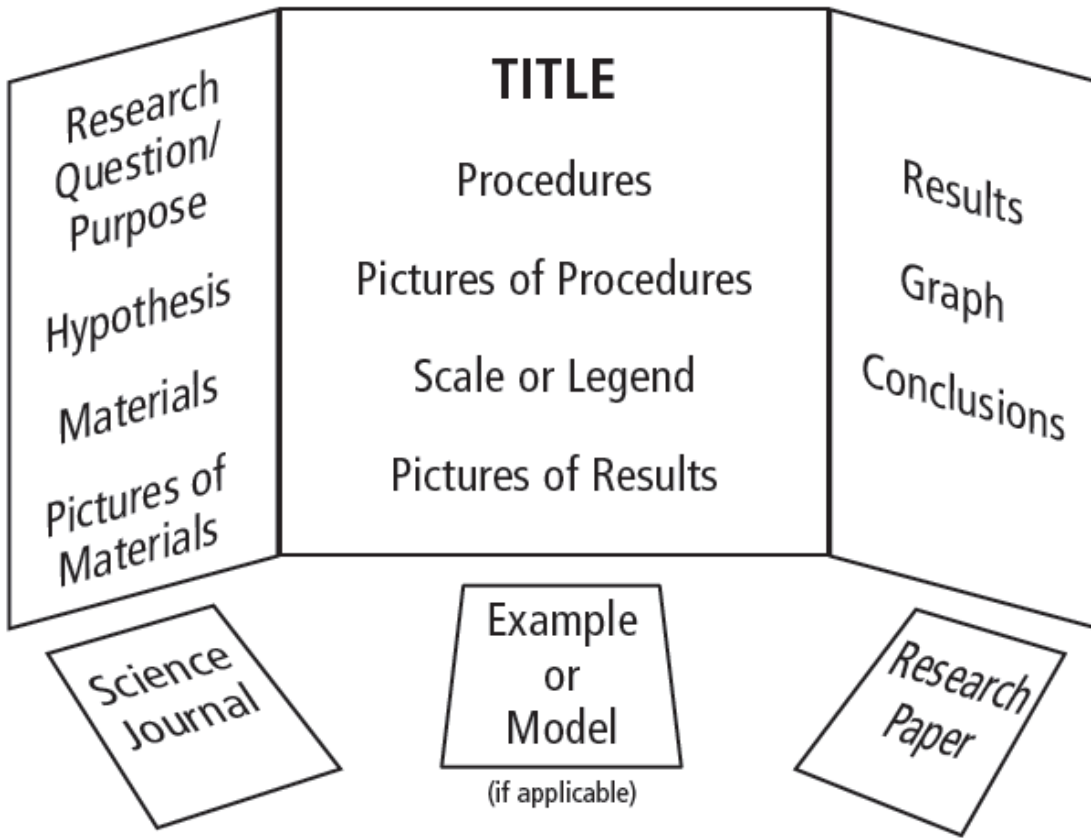 Research
Question/
Purpose
Hypothesis
Materials
Pictures of
Materials
TITLE
Procedures
Pictures of Procedures
Scale or Legend
Pictures of Results
Results
Graph
Conclusions
Science
Journal
Example
or
Model
(if applicable)
Research
Paper